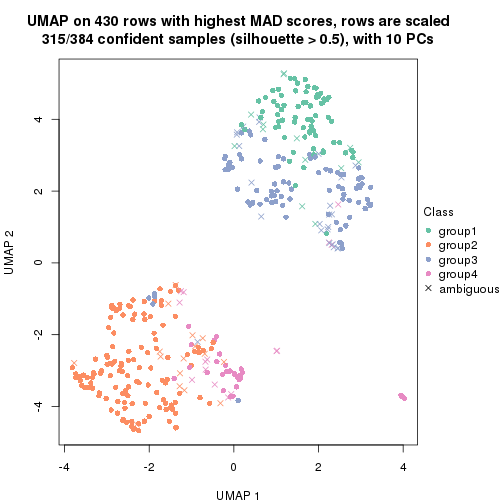 UMAP on 430 rows with highest MAD scores, rows are scaled
315/384 confident samples (silhouette > 0.5), with 10 PCs
4
2
0
-2
-4
UMAP 2
-4
-2
0
2
4
UMAP 1
Class
group1
group2
group3
group4
ambiguous